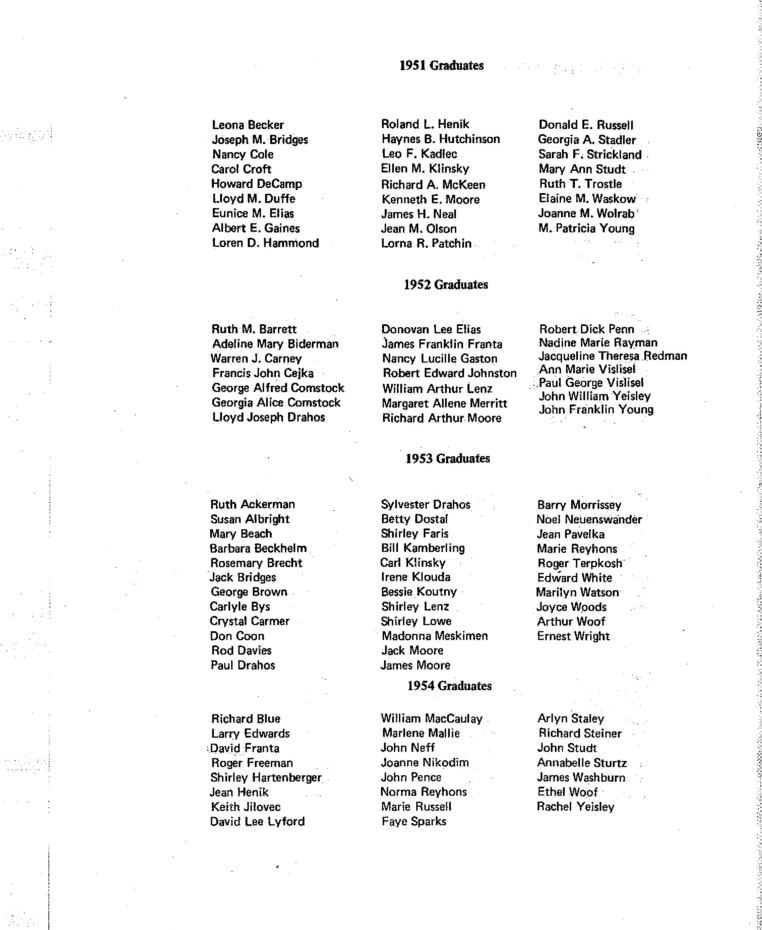 1951 Graduates
Leona Becker
Joseph M. Bridges
Nancy Cole
Carol Croft
Howard DeCamp
Lloyd M. Duffe
Eunice M. Elias
Albert E. Gaines
Loren D. Hammond
Roland L. Henik
Haynes B. Hutchinson
Leo F. Kadlec
Ellen M. Klinsky
Richard A. McKeen
Kenneth E. Moore
James H. Neal
Jean M. Olson
Lorna R. Patchin
Donald E. Russell
Georgia A. Stadler
Sarah F. Strickland
Mary Ann Studt
Ruth T. Trostle
Elaine M. Waskow
Joanne M. Wolrab
M. Patricia Young
1952 Graduates
Ruth M. Barrett
Adeline Mary Biderman
Warren J. Carney
Francis John Cejka
George Alfred Comstock
Georgia Alice Comstock
Lloyd Joseph Drahos
Donovan Lee Elias
James Franklin Franta
Nancy Lucille Gaston
Robert Edward Johnston
William Arthur Lenz
Margaret Allene Merritt
Richard Arthur Moore
Robert Dick Penn
Nadine Marie Rayman
Jacqueline Theresa Redman
Ann Marie Vislisel
Paul George Vislisel
John William Yeisley
John Franklin Young
1953 Graduates
Ruth Ackerman
Susan Albright
Mary Beach
Barbara Beckhelm
Rosemary Brecht
Jack Bridges
George Brown
Carlyle Bys
Crystal Carmer
Don Coon
Rod Davies
Paul Drahos
Sylvester Drahos
Betty Dostal
Shirley Faris
Bill Kamberling
Carl Klinsky
Irene Klouda
Bessie Koutny
Shirley Lenz
Shirley Lowe
Madonna Meskimen
Jack Moore
James Moore
Barry Morrissey
Noel Neuenswander
Jean Pavelka
Marie Reyhons
Roger Terpkosh
Edward White
Marilyn Watson
Joyce Woods
Arthur Woof
Ernest Wright
1954 Graduates
Richard Blue
Larry Edwards
David Franta
Roger Freeman
Shirley Hartenberger
Jean Henik
Keith Jilovec
David Lee Lyford
William MacCaulay
Marlene Mallie
John Neff
Joanne Nikodim
John Pence
Norma Reyhons
Marie Russell
Faye Sparks
Arlyn Staley
Richard Steiner
John Studt
Annabelle Sturtz
James Washburn
Ethel Woof
Rachel Yeisley